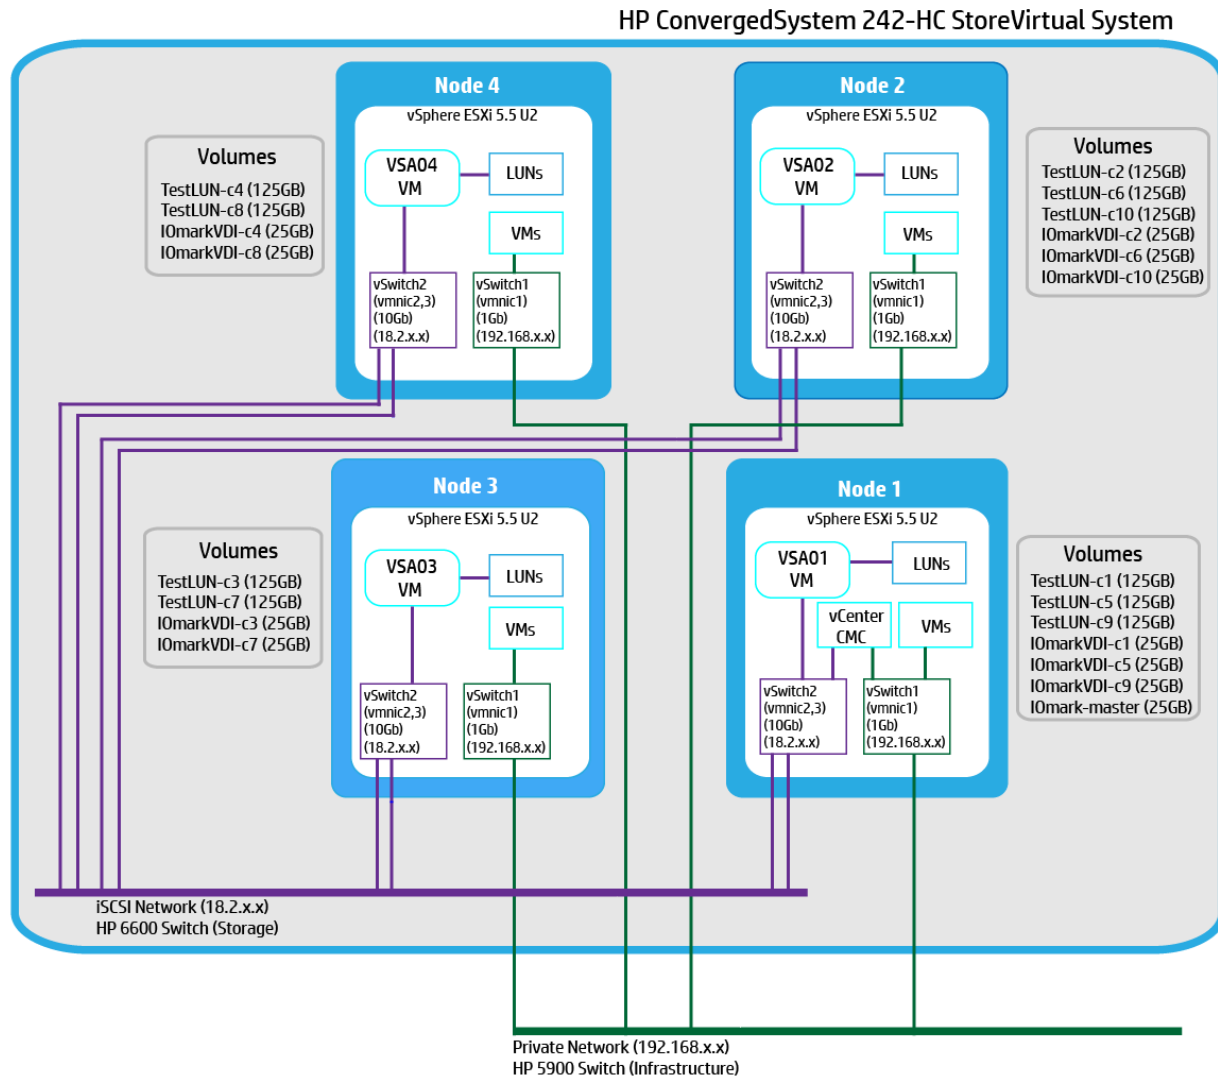 HP ConvergedSystem 242-HC StoreVirtual System
Node 4
vSphere ESXi 5.5 U2
VSA04
VM
LUNs
VMs
vSwitch2
(vmnic2,3)
(10Gb)
(18.2.x.x)
vSwitch1
(vmnic1)
(1Gb)
(192.168.x.x)
Volumes
TestLUN-c4 (125GB)
TestLUN-c8 (125GB)
IOmarkVDI-c4 (25GB)
IOmarkVDI-c8 (25GB)
Node 2
vSphere ESXi 5.5 U2
VSA02
VM
LUNs
VMs
vSwitch2
(vmnic2,3)
(10Gb)
(18.2.x.x)
vSwitch1
(vmnic1)
(1Gb)
(192.168.x.x)
Volumes
TestLUN-c2 (125GB)
TestLUN-c6 (125GB)
TestLUN-c10 (125GB)
IOmarkVDI-c2 (25GB)
IOmarkVDI-c6 (25GB)
IOmarkVDI-c10 (25GB)
Node 3
vSphere ESXi 5.5 U2
VSA03
VM
LUNs
VMs
vSwitch2
(vmnic2,3)
(10Gb)
(18.2.x.x)
vSwitch1
(vmnic1)
(1Gb)
(192.168.x.x)
Volumes
TestLUN-c3 (125GB)
TestLUN-c7 (125GB)
IOmarkVDI-c3 (25GB)
IOmarkVDI-c7 (25GB)
Node 1
vSphere ESXi 5.5 U2
VSA01
VM
LUNs
vCenter
CMC
VMs
vSwitch2
(vmnic2,3)
(10Gb)
(18.2.x.x)
vSwitch1
(vmnic1)
(1Gb)
(192.168.x.x)
Volumes
TestLUN-c1 (125GB)
TestLUN-c5 (125GB)
TestLUN-c9 (125GB)
IOmarkVDI-c1 (25GB)
IOmarkVDI-c5 (25GB)
IOmarkVDI-c9 (25GB)
IOmark-master (25GB)
iSCSI Network (18.2.x.x)
HP 6600 Switch (Storage)
Private Network (192.168.x.x)
HP 5900 Switch (Infrastructure)